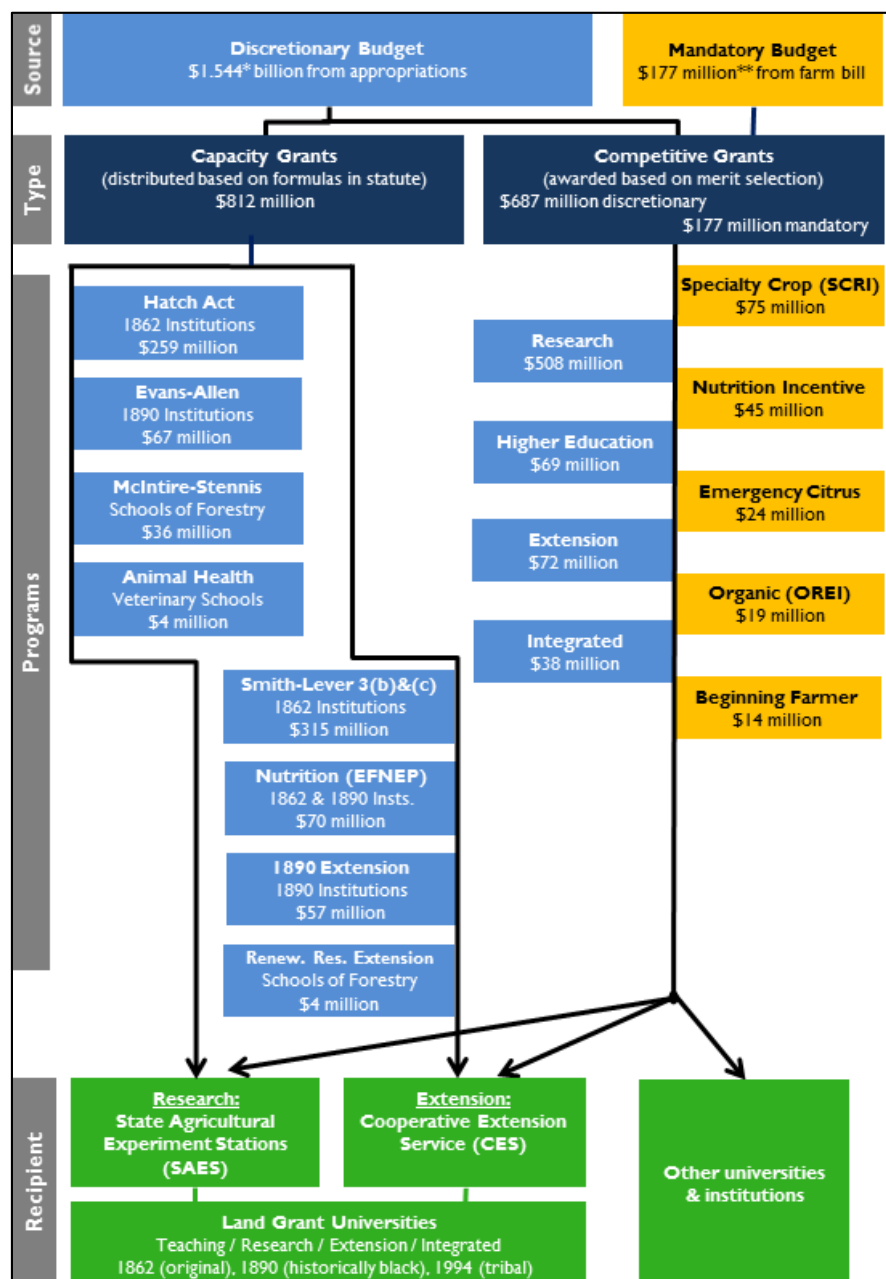 Source
Discretionary Budget
$1.544* billion from appropriations
Mandatory Budget
$177 million** from farm bill
Type
Capacity Grants
(distributed based on formulas in statute)
$812 million
Competitive Grants
(awarded based on merit selection)
$687 million discretionary
$177 million mandatory
Programs
Hatch Act
1862 Institutions
$259 million
Evans-Allen
1890 Institutions
$67 million
McIntire-Stennis
Schools of Forestry
$36 million
Animal Health
Veterinary Schools
$4 million
Smith-Lever 3(b)&(c)
1862 Institutions
$315 million
Nutrition (EFNEP)
1862 & 1890 Insts.
$70 million
1890 Extension
1890 Institutions
$57 million
Renew. Res. Extension
Schools of Forestry
$4 million
Research
$508 million
Higher Education
$69 million
Extension
$72 million
Integrated
$38 million
Specialty Crop (SCRI)
$75 million
Nutrition Incentive
$45 million
Emergency Citrus
$24 million
Organic (OREI)
$19 million
Beginning Farmer
$14 million
Recipient
Research:
State Agricultural
Experiment Stations
(SAES)
Extension:
Cooperative Extension
Service (CES)
Other universities
& institutions
Land Grant Universities
Teaching / Research / Extension / Integrated
1862 (original), 1890 (historically black), 1994 (tribal)